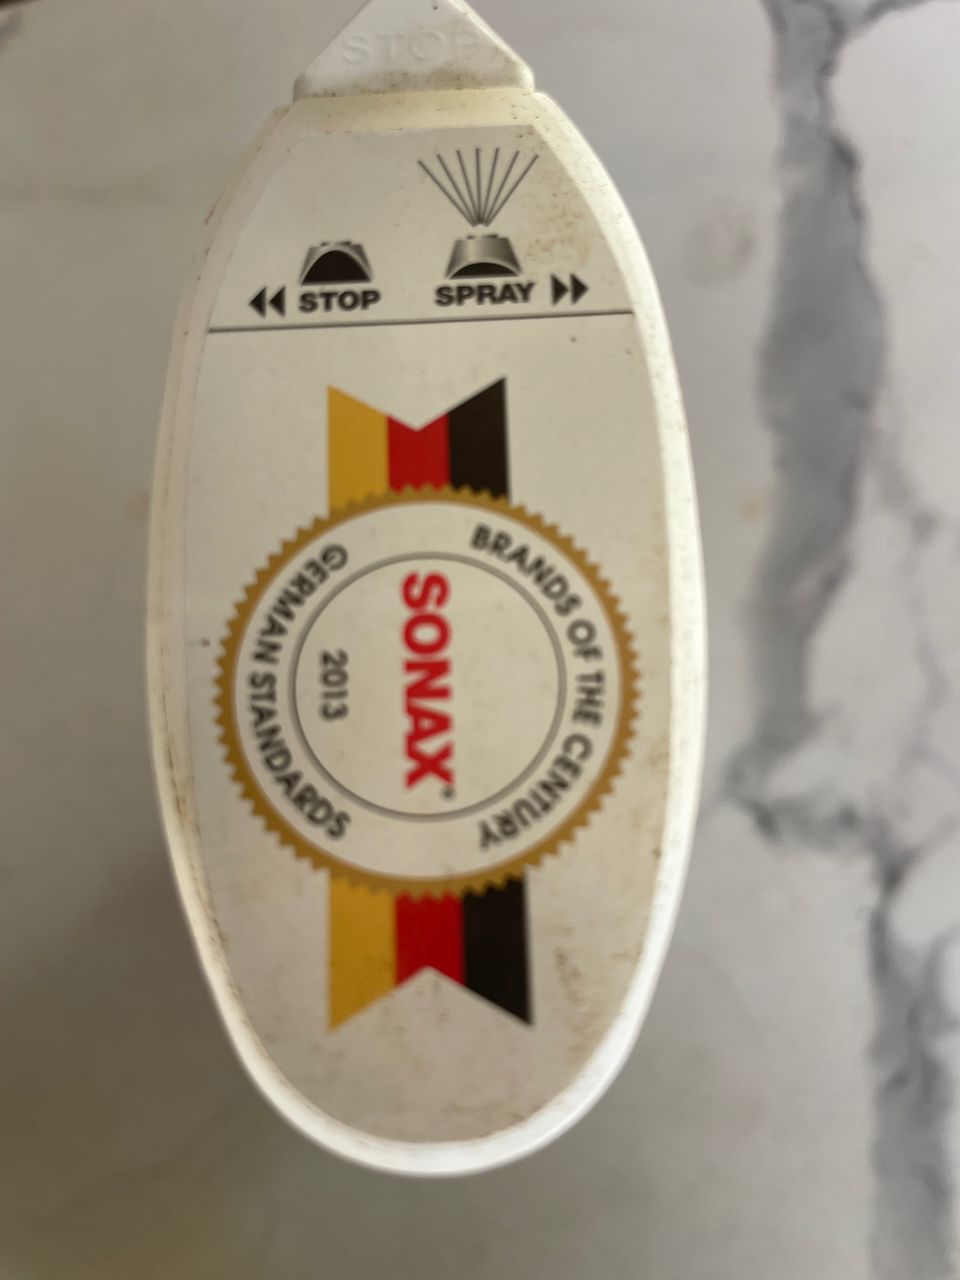 STOP
STOP SPRAY
BRANDS OF THE CENTURY
SONAX®
2013
GERMAN STANDARDS